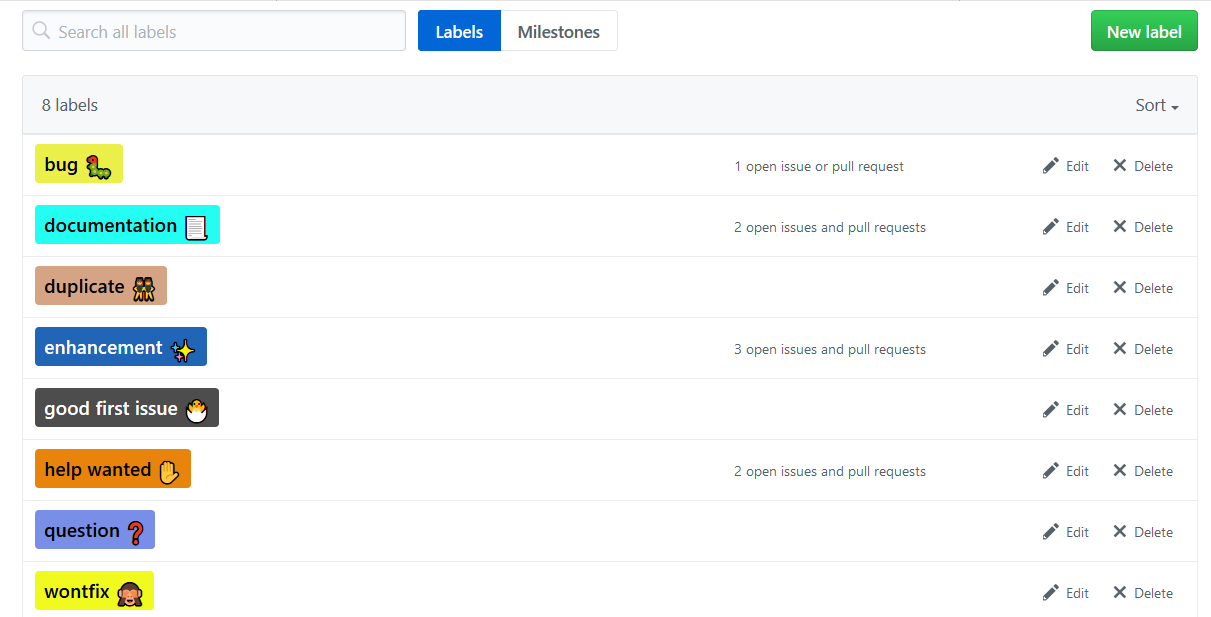 Search all labels Labels Milestones New label
8 labels Sort
bug 🐛 1 open issue or pull request Edit Delete
documentation 📃 2 open issues and pull requests Edit Delete
duplicate 👯 Edit Delete
enhancement ✨ 3 open issues and pull requests Edit Delete
good first issue 🐣 Edit Delete
help wanted ✋ 2 open issues and pull requests Edit Delete
question ❓ Edit Delete
wontfix 🙈 Edit Delete